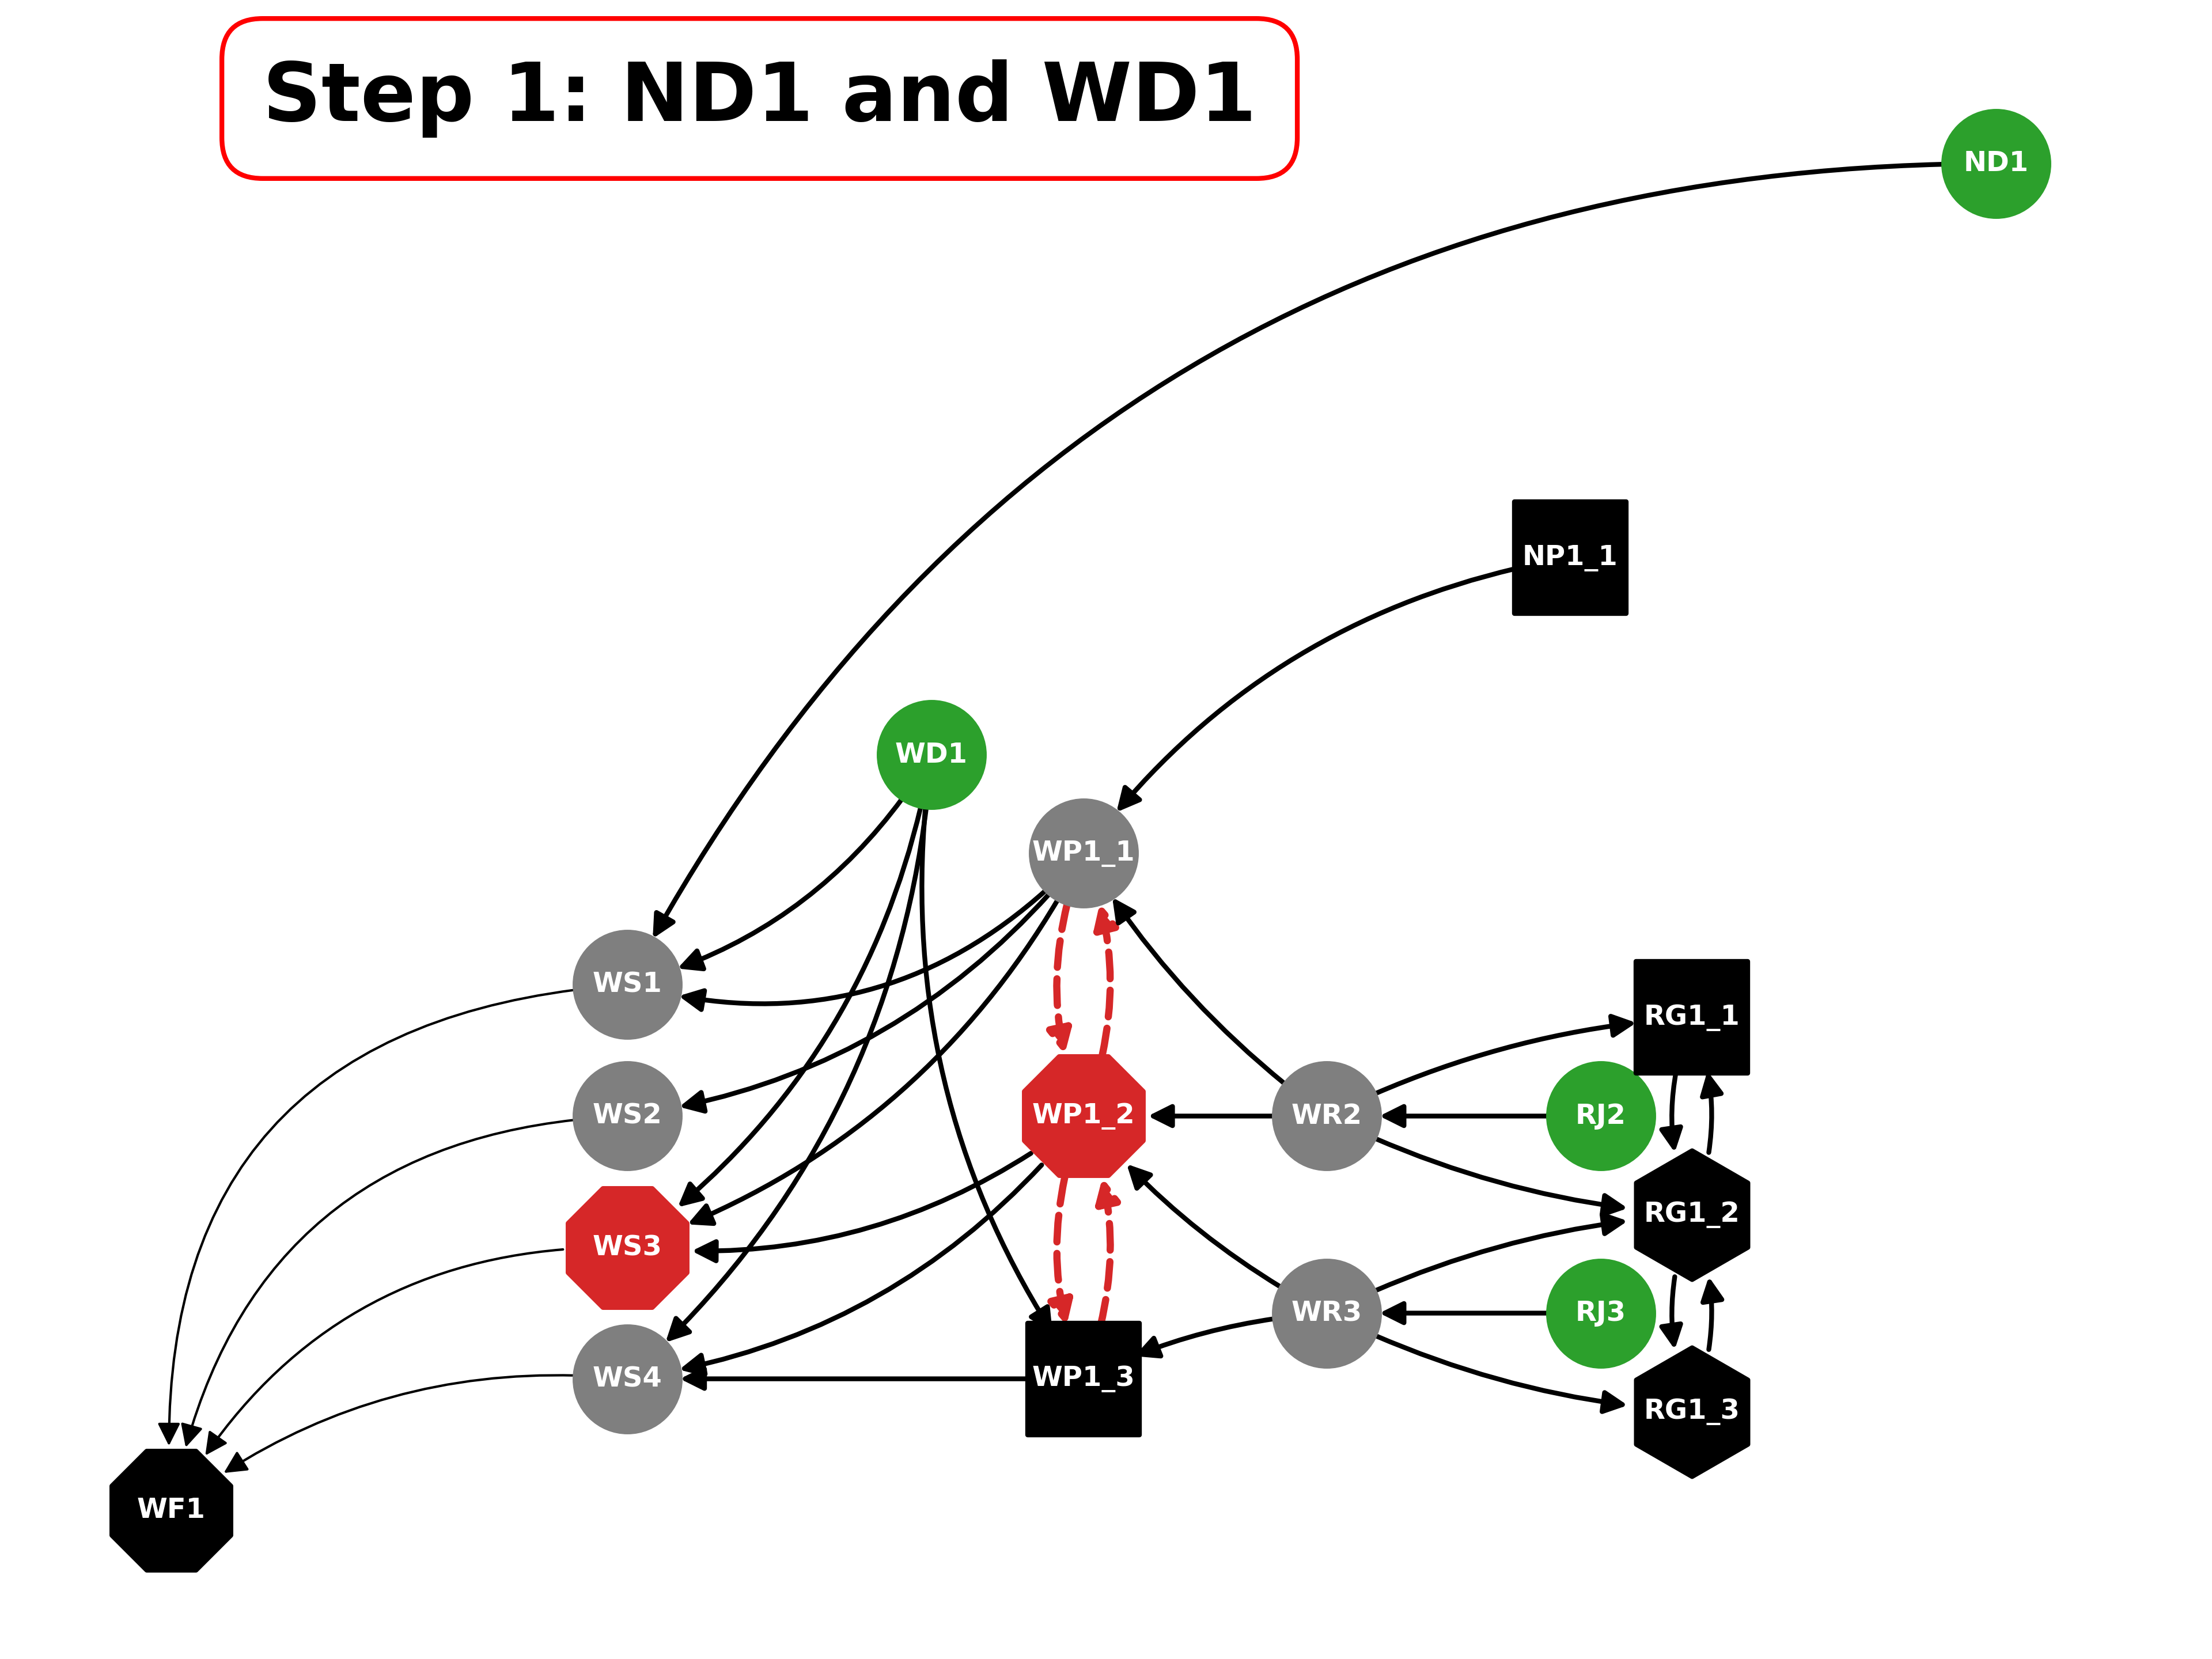 Step 1: ND1 and WD1
ND1
NP1_1
WD1
WP1_1
WS1
RG1_1
WS2
WP1_2
WR2
RJ2
RG1_2
WS3
WR3
RJ3
WS4
WP1_3
RG1_3
WF1